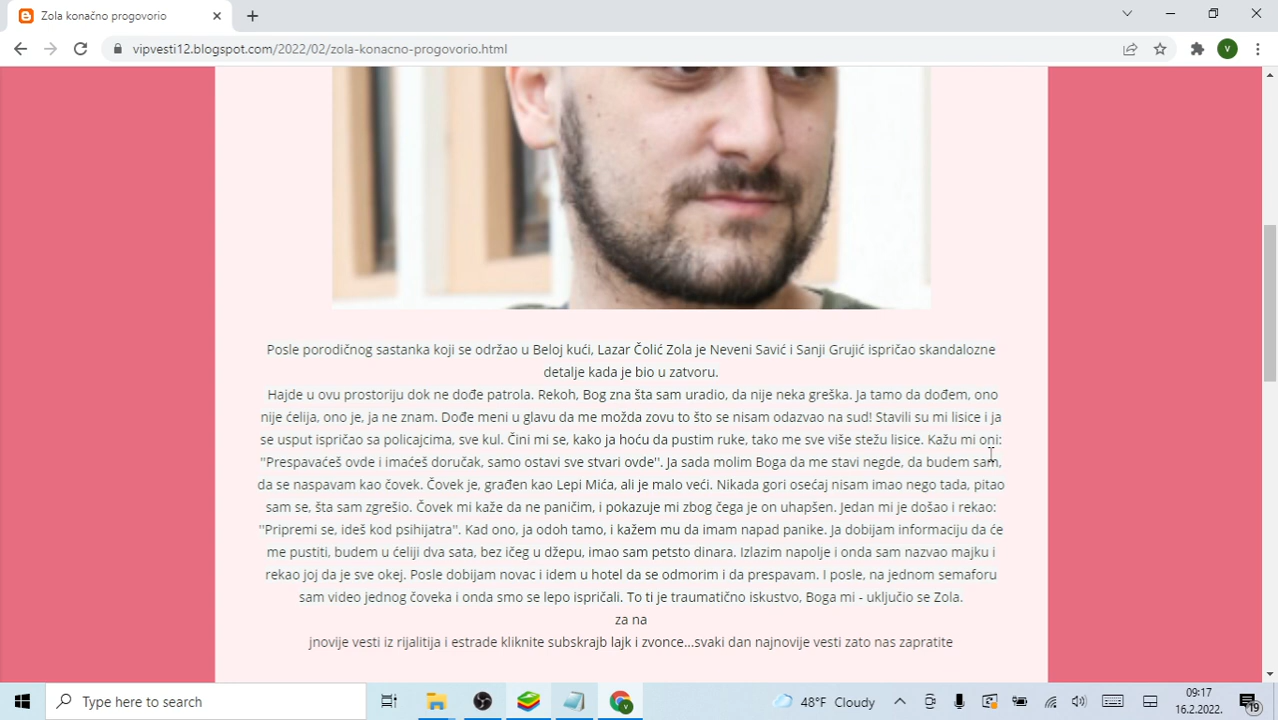 Zola konačno progovorio
vipvesti12.blogspot.com/2022/02/zola-konacno-progovorio.html
V
Posle porodičnog sastanka koji se održao u Beloj kući, Lazar Čolić Zola je Neveni Savić i Sanji Grujić ispričao skandalozne
detalje kada je bio u zatvoru.
Hajde u ovu prostoriju dok ne dođe patrola. Rekoh, Bog zna šta sam uradio, da nije neka greška. Ja tamo da dođem, ono
nije ćelija, ono je, ja ne znam. Dođe meni u glavu da me možda zovu to što se nisam odazvao na sud! Stavili su mi lisice i ja
se usput ispričao sa policajcima, sve kul. Čini mi se, kako ja hoću da pustim ruke, tako me sve više stežu lisice. Kažu mi oni:
''Prespavaćeš ovde i imaćeš doručak, samo ostavi sve stvari ovde''. Ja sada molim Boga da me stavi negde, da budem sam,
da se naspavam kao čovek. Čovek je, građen kao Lepi Mića, ali je malo veći. Nikada gori osećaj nisam imao nego tada, pitao
sam se, šta sam zgrešio. Čovek mi kaže da ne paničim, i pokazuje mi zbog čega je on uhapšen. Jedan mi je došao i rekao:
''Pripremi se, ideš kod psihijatra''. Kad ono, ja odoh tamo, i kažem mu da imam napad panike. Ja dobijam informaciju da će
me pustiti, budem u ćeliji dva sata, bez ičeg u džepu, imao sam petsto dinara. Izlazim napolje i onda sam nazvao majku i
rekao joj da je sve okej. Posle dobijam novac i idem u hotel da se odmorim i da prespavam. I posle, na jednom semaforu
sam video jednog čoveka i onda smo se lepo ispričali. To ti je traumatično iskustvo, Boga mi - uključio se Zola.
za na
jnovije vesti iz rijalitija i estrade kliknite subskrajb lajk i zvonce...svaki dan najnovije vesti zato nas zapratite
Type here to search
48°F Cloudy
09:17
16.2.2022.
19